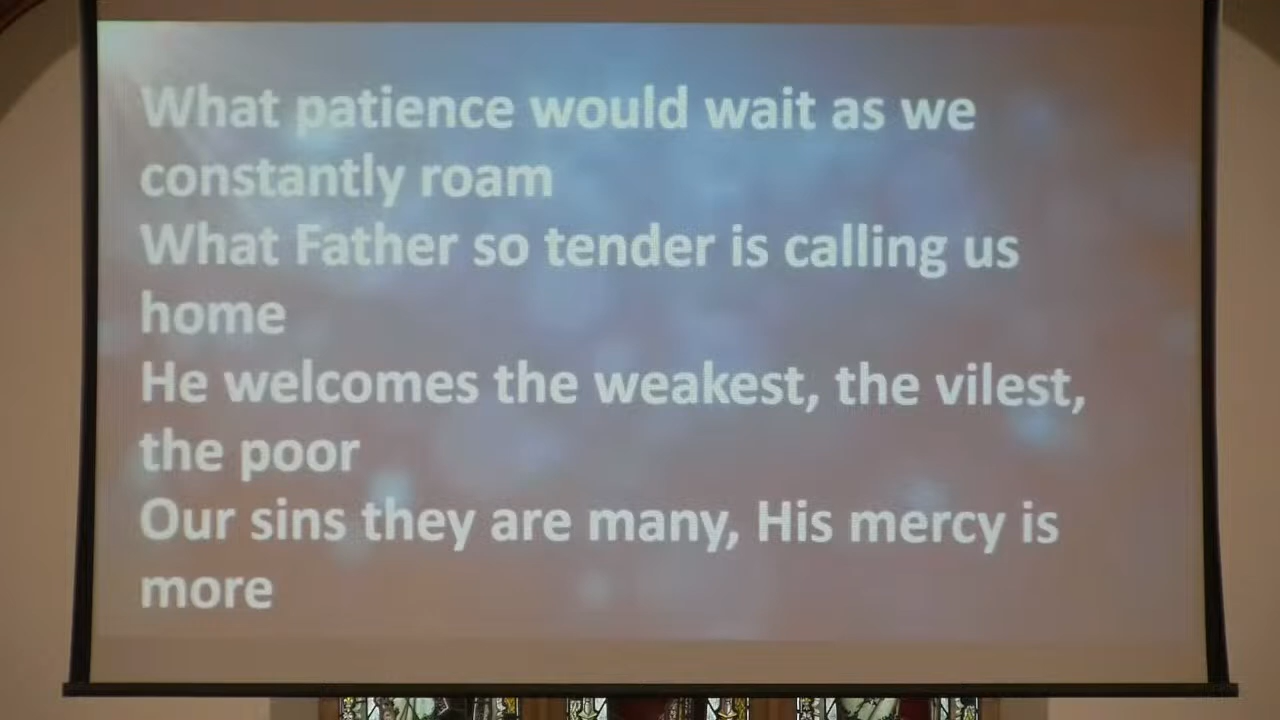 What patience would wait as we
constantly roam
What Father so tender is calling us
home
He welcomes the weakest, the vilest,
the poor
Our sins they are many, His mercy is
more